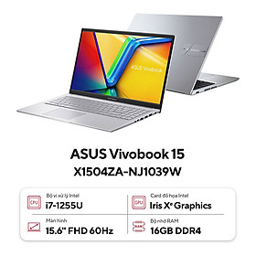 ASUS Vivobook 15
X1504ZA-NJ1039W
Bộ vi xử lý Intel
i7-1255U
Card đồ họa Intel
Iris Xᵉ Graphics
Màn hình
15.6" FHD 60Hz
Bộ nhớ RAM
16GB DDR4